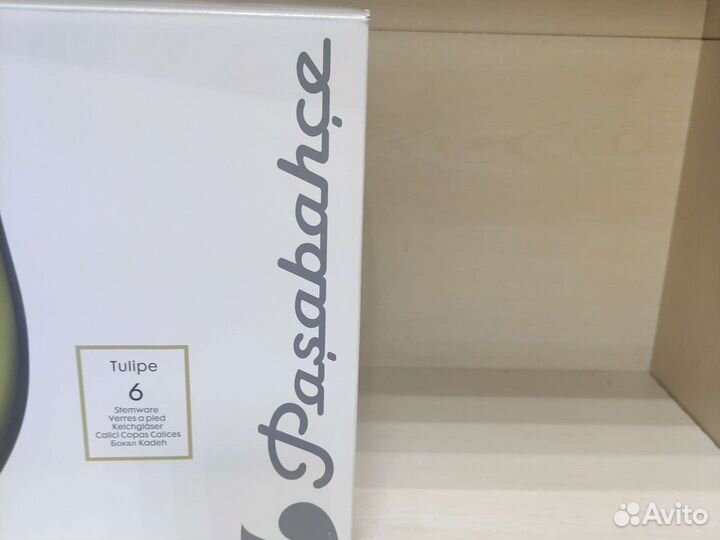 Paşabahçe
Tulipe
6
Stemware
Verres a pied
Kelchgläser
Calici Copas Calices
Бокал Kadeh
Avito